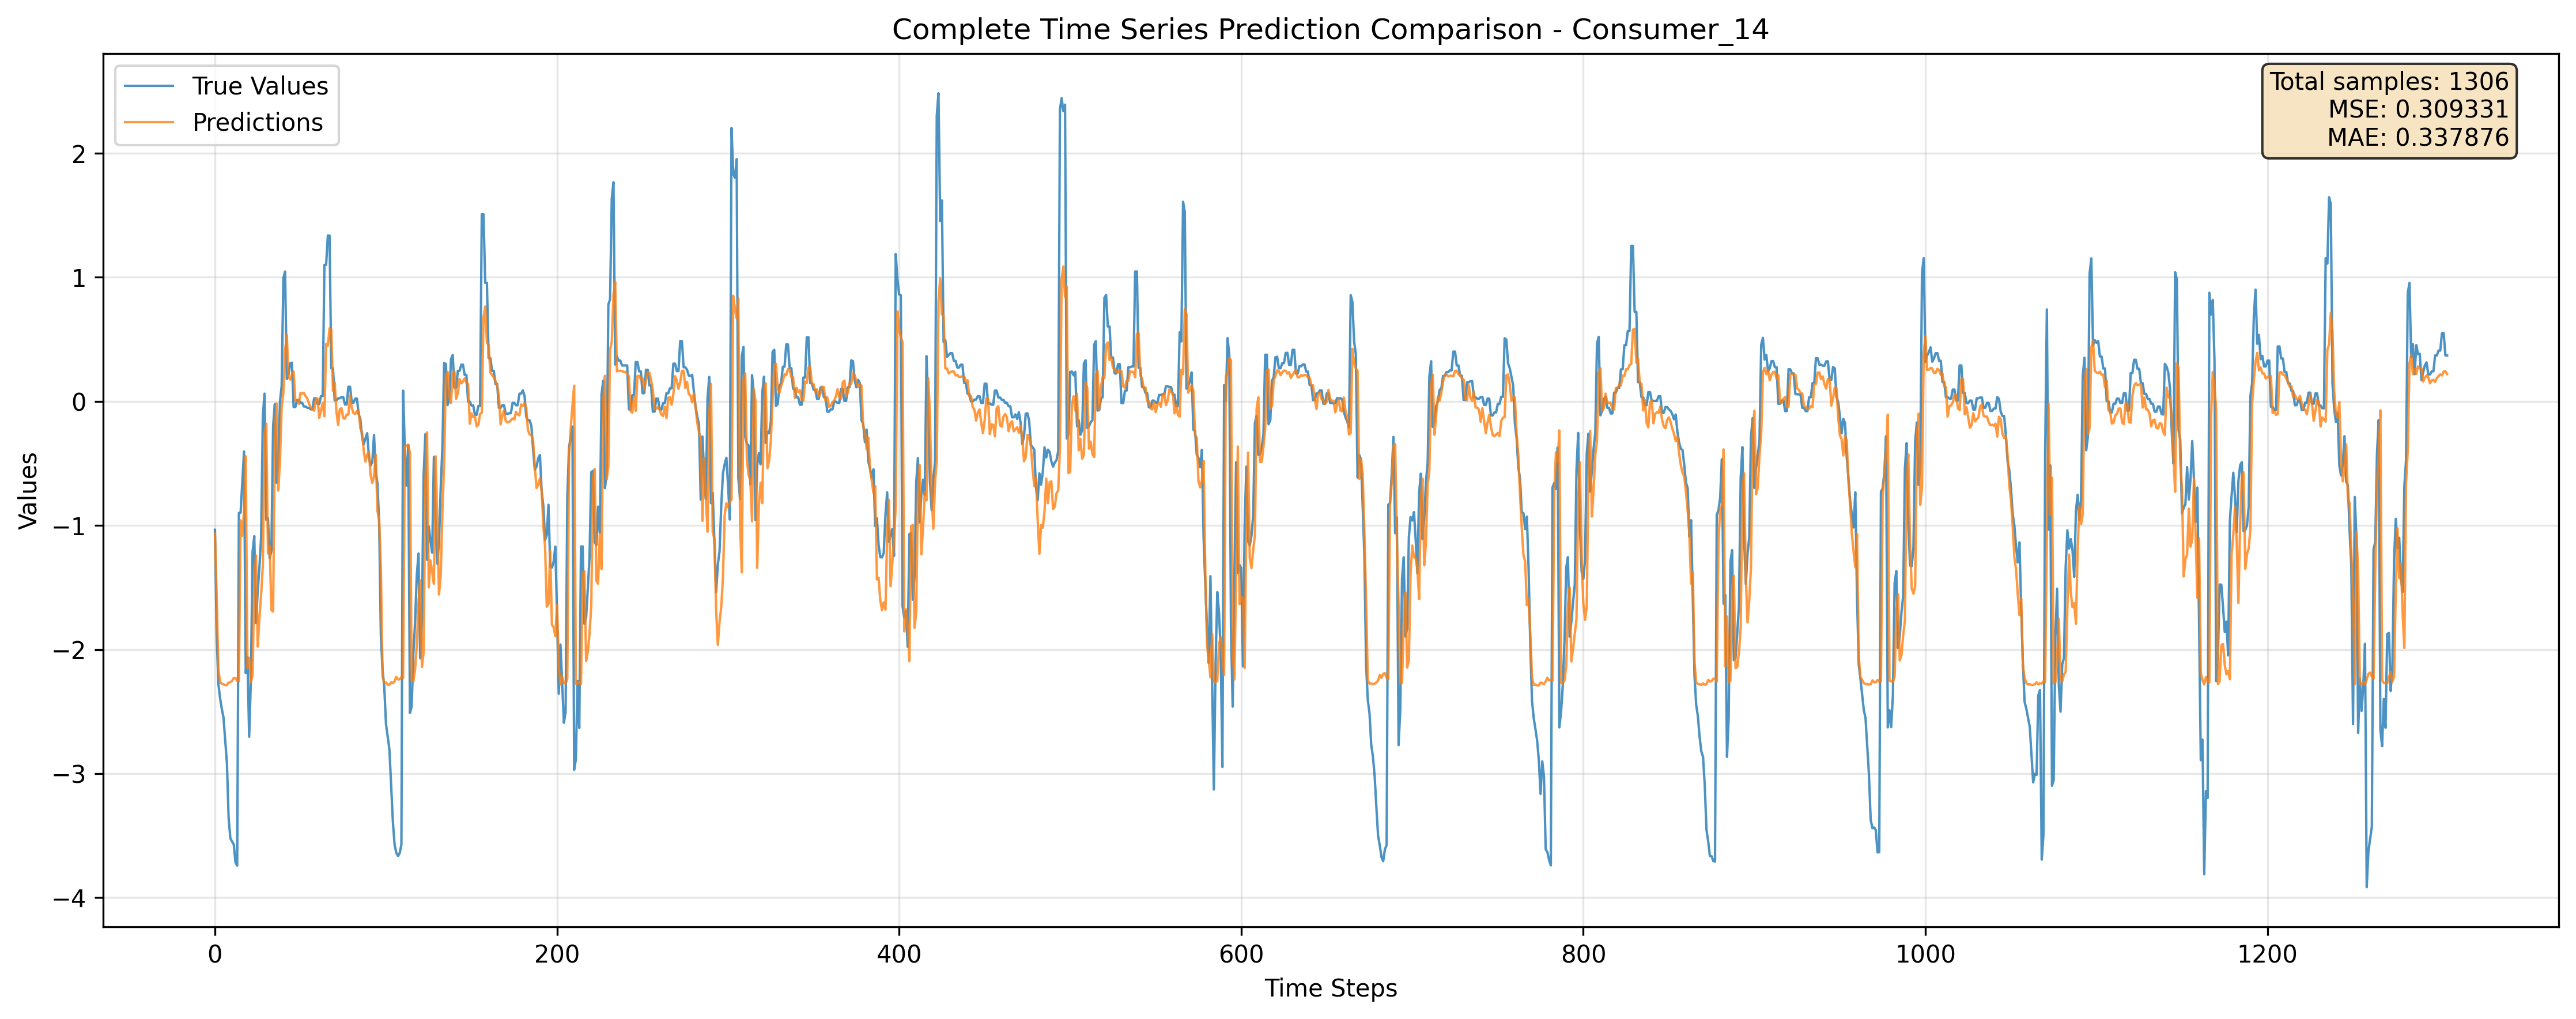 Complete Time Series Prediction Comparison - Consumer_14
True Values
Predictions
Total samples: 1306
MSE: 0.309331
MAE: 0.337876
Values
2
1
0
−1
−2
−3
−4
0
200
400
600
800
1000
1200
Time Steps